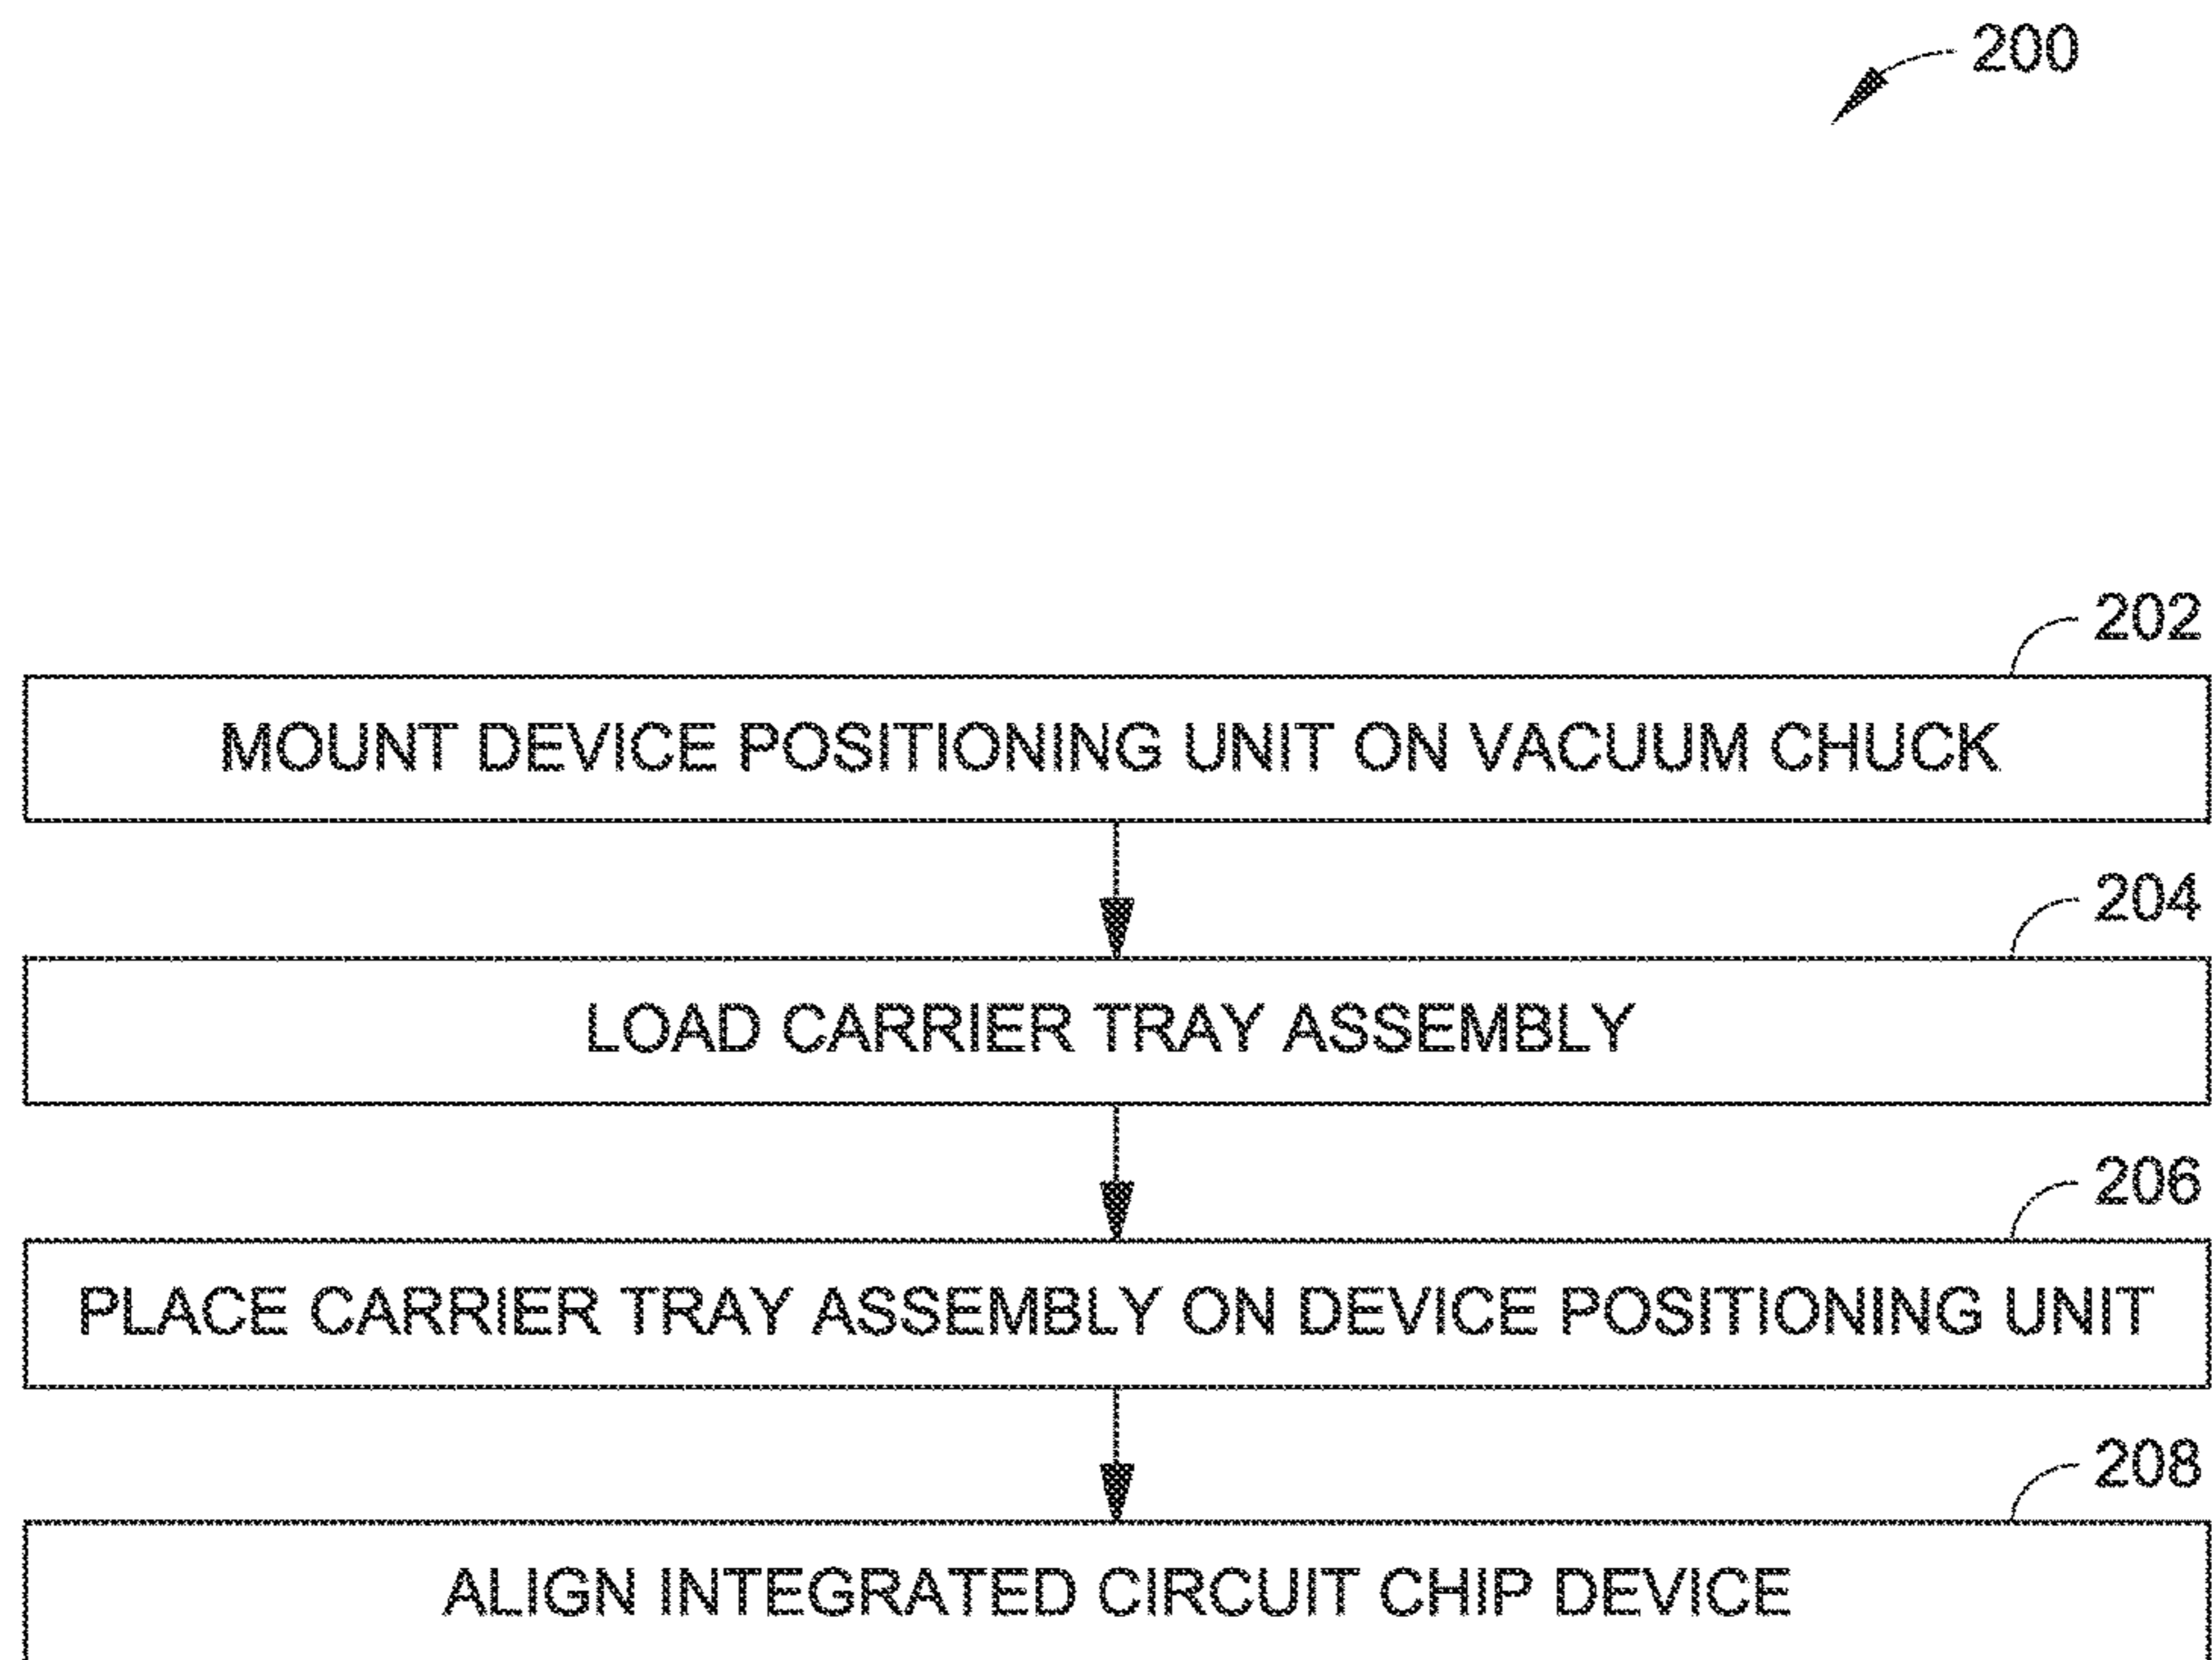 200
202
MOUNT DEVICE POSITIONING UNIT ON VACUUM CHUCK
204
LOAD CARRIER TRAY ASSEMBLY
206
PLACE CARRIER TRAY ASSEMBLY ON DEVICE POSITIONING UNIT
208
ALIGN INTEGRATED CIRCUIT CHIP DEVICE